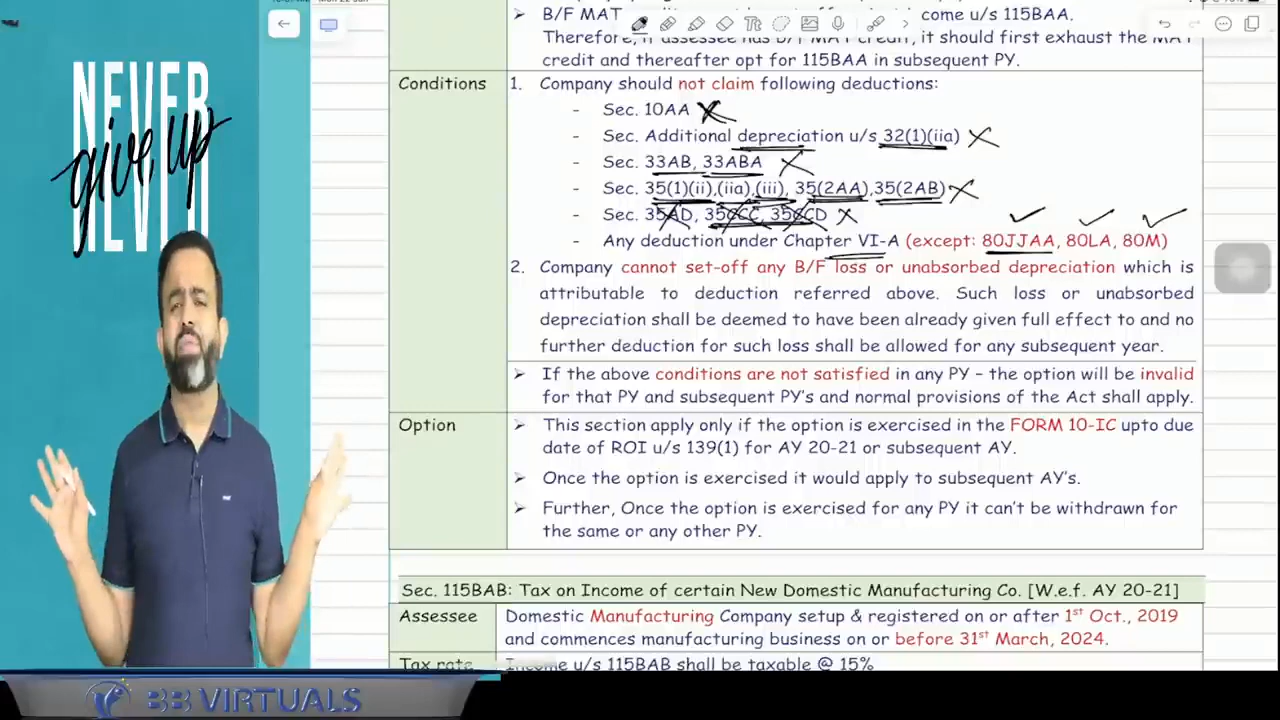 B/F MAT
come u/s 115BAA.
credit, it should first exhaust the MAT
credit and thereafter opt for 115BAA in subsequent PY.
Conditions
1. Company should not claim following deductions:
- Sec. 10AA
- Sec. Additional depreciation u/s 32(1)(iia)
- Sec. 33AB, 33ABA
- Sec. 35(1)(ii),(iia),(iii), 35(2AA),35(2AB)
- Sec. 35AD, 35CCC, 35CCD
- Any deduction under Chapter VI-A (except: 80JJAA, 80LA, 80M)
2. Company cannot set-off any B/F loss or unabsorbed depreciation which is
attributable to deduction referred above. Such loss or unabsorbed
depreciation shall be deemed to have been already given full effect to and no
further deduction for such loss shall be allowed for any subsequent year.
➤ If the above conditions are not satisfied in any PY – the option will be invalid
for that PY and subsequent PY's and normal provisions of the Act shall apply.
Option
➤ This section apply only if the option is exercised in the FORM 10-IC upto due
date of ROI u/s 139(1) for AY 20-21 or subsequent AY.
➤ Once the option is exercised it would apply to subsequent AY's.
➤ Further, Once the option is exercised for any PY it can't be withdrawn for
the same or any other PY.
Sec. 115BAB: Tax on Income of certain New Domestic Manufacturing Co. [W.e.f. AY 20-21]
Assessee
Domestic Manufacturing Company setup & registered on or after 1st Oct., 2019
and commences manufacturing business on or before 31st March, 2024.
Tax rate
Income u/s 115BAB shall be taxable @ 15%
NEVER
give up
NEVER
BB VIRTUALS